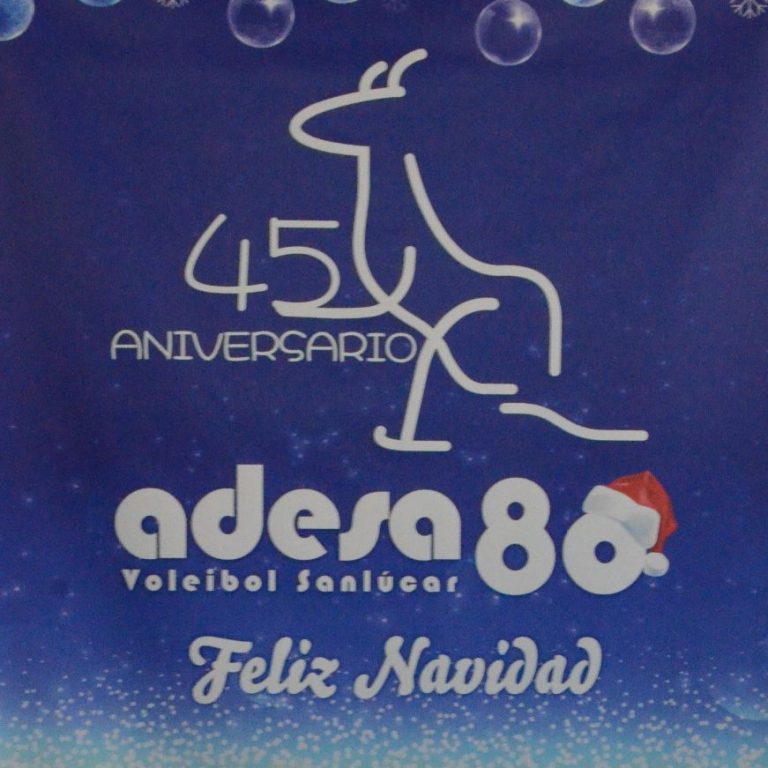 45
ANIVERSARIO
adesa 80
Voleibol Sanlúcar
Feliz Navidad